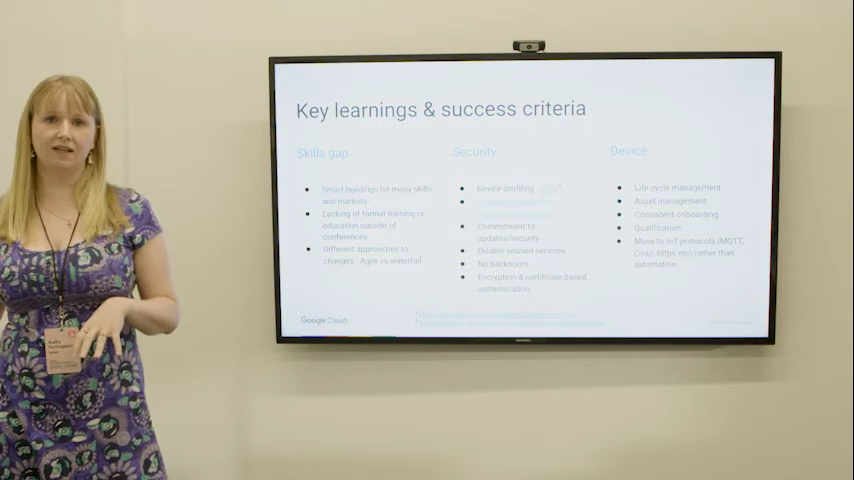 Key learnings & success criteria
Skills gap
Smart buildings hit many skills
and markets
Lacking of formal training or
education outside of
conferences
Different approaches to
changes - Agile vs waterfall
Security
Device profiling
Commitment to
updates/security
Disable unused services
No backdoors
Encryption & certificate based
authentication
Device
Life cycle management
Asset management
Consistent onboarding
Qualification
Move to IoT protocols (MQTT,
https etc) rather than
automation
Google Cloud